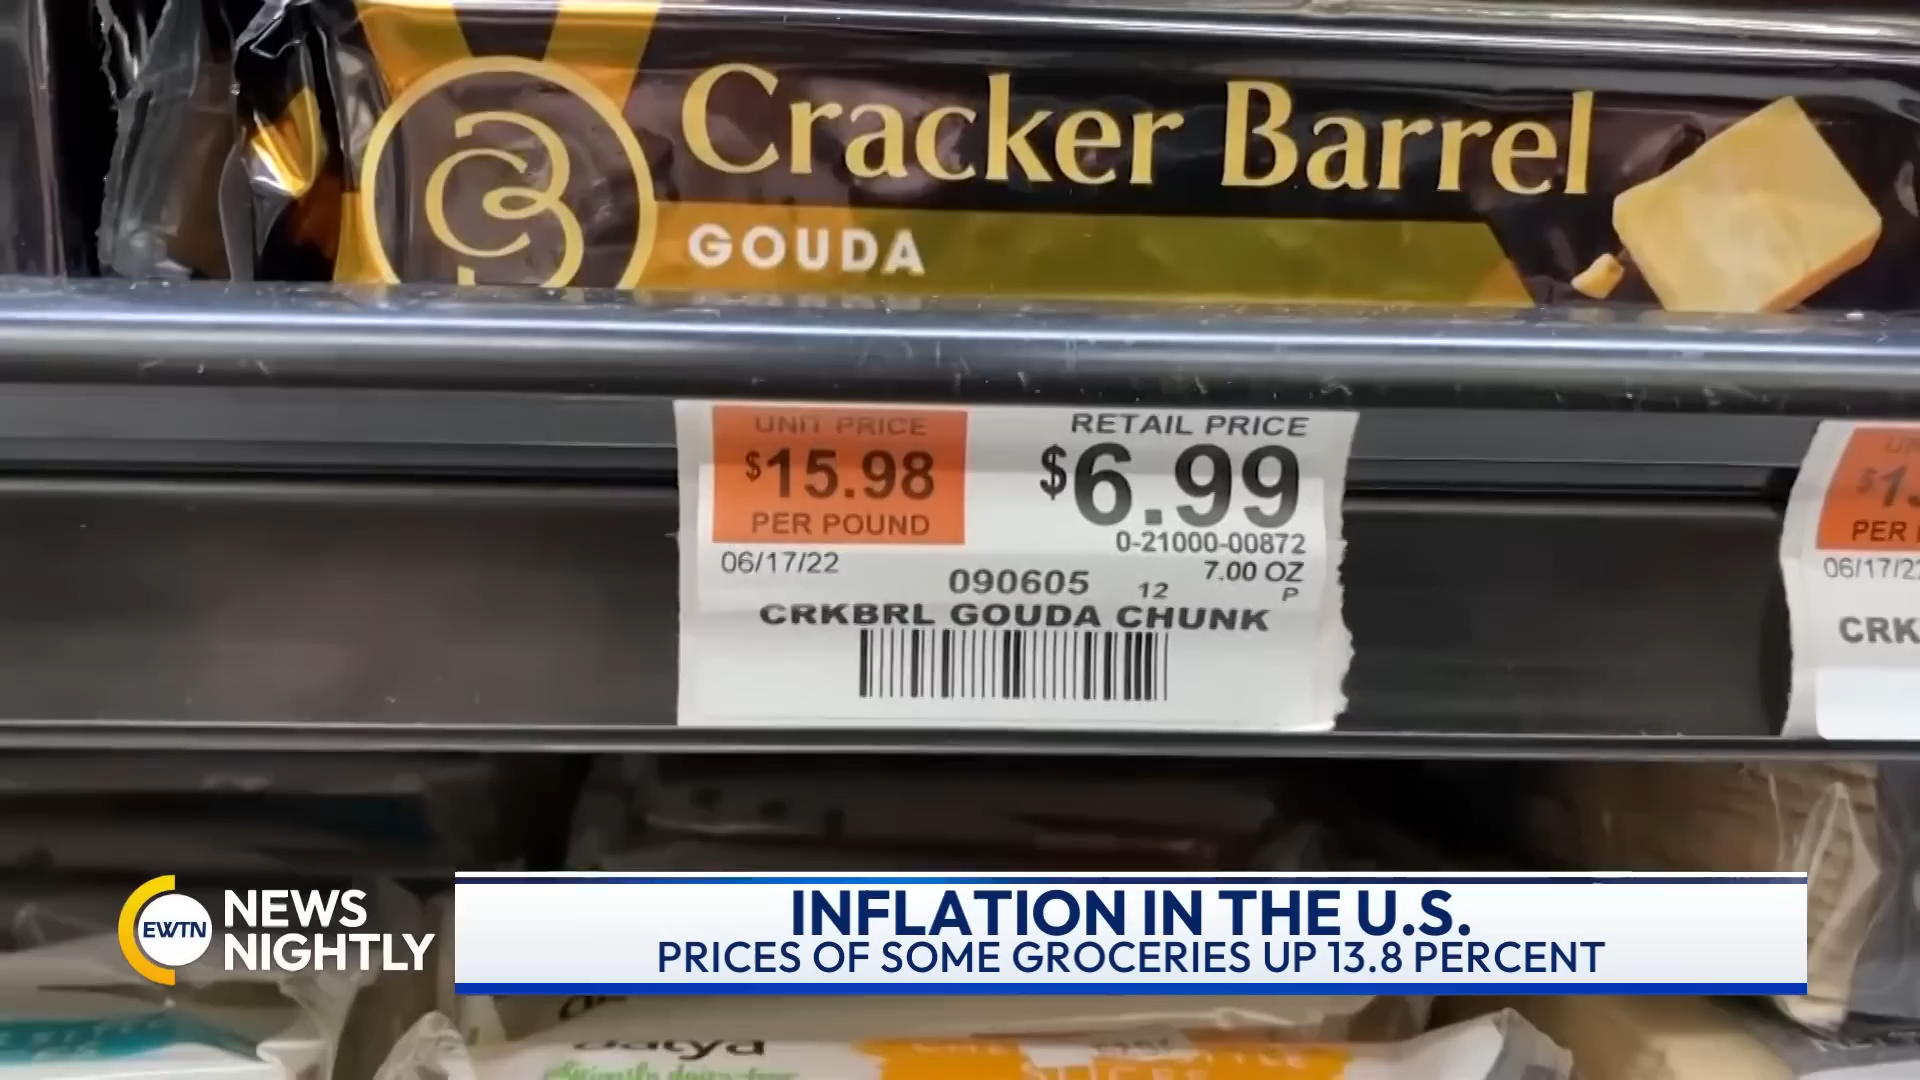 Cracker Barrel
GOUDA
UNIT PRICE
$15.98
PER POUND
06/17/22
RETAIL PRICE
$6.99
0-21000-00872
7.00 OZ
P
090605 12
CRKBRL GOUDA CHUNK
PER
06/17/22
CRK
EWTN
NEWS
NIGHTLY
INFLATION IN THE U.S.
PRICES OF SOME GROCERIES UP 13.8 PERCENT